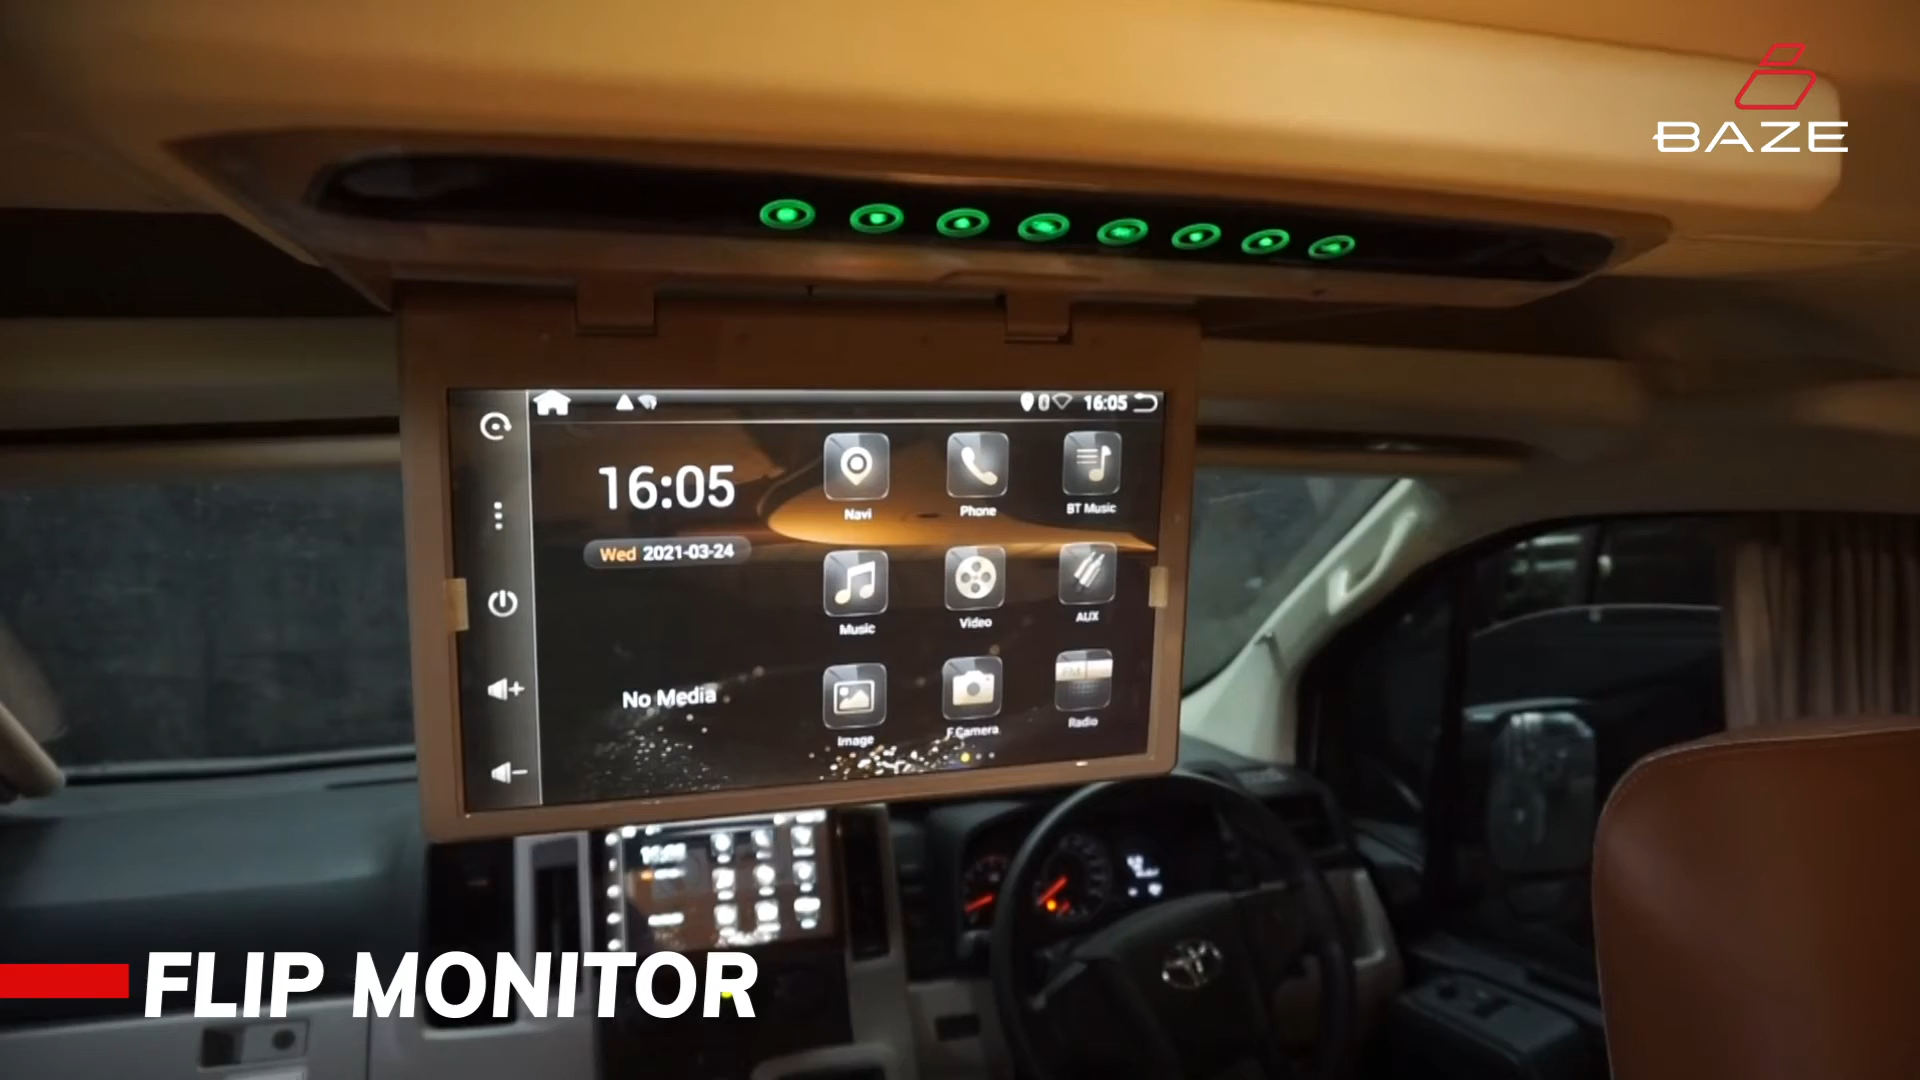 BAZE
16:05
16:05
Navi
Phone
BT Music
Wed 2021-03-24
Music
Video
AUX
No Media
FM
Image
F.Camera
Radio
FLIP MONITOR